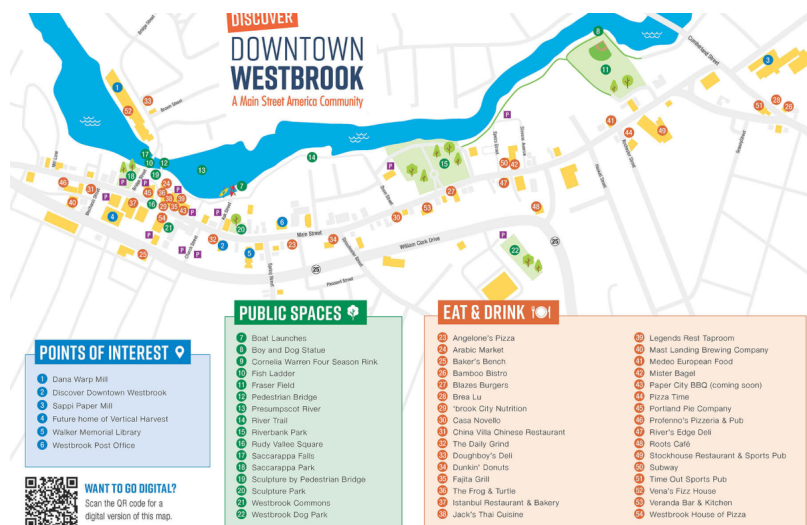 DISCOVER
DOWNTOWN
WESTBROOK
A Main Street America Community
Bridge Street
Brown Street
Cumberland Street
Main Street
William Clark Drive
Pleasant Street
Spring Street
25
25
POINTS OF INTEREST
1 Dana Warp Mill
2 Discover Downtown Westbrook
3 Sappi Paper Mill
4 Future home of Vertical Harvest
5 Walker Memorial Library
6 Westbrook Post Office
WANT TO GO DIGITAL?
Scan the QR code for a
digital version of this map.
PUBLIC SPACES
7 Boat Launches
8 Boy and Dog Statue
9 Cornelia Warren Four Season Rink
10 Fish Ladder
11 Fraser Field
12 Pedestrian Bridge
13 Presumpscot River
14 River Trail
15 Riverbank Park
16 Rudy Vallee Square
17 Saccarappa Falls
18 Saccarappa Park
19 Sculpture by Pedestrian Bridge
20 Sculpture Park
21 Westbrook Commons
22 Westbrook Dog Park
EAT & DRINK
23 Angelone's Pizza
24 Arabic Market
25 Baker's Bench
26 Bamboo Bistro
27 Blazes Burgers
28 Brea Lu
29 'brook City Nutrition
30 Casa Novello
31 China Villa Chinese Restaurant
32 The Daily Grind
33 Doughboy's Deli
34 Dunkin' Donuts
35 Fajita Grill
36 The Frog & Turtle
37 Istanbul Restaurant & Bakery
38 Jack's Thai Cuisine
39 Legends Rest Taproom
40 Mast Landing Brewing Company
41 Medeo European Food
42 Mister Bagel
43 Paper City BBQ (coming soon)
44 Pizza Time
45 Portland Pie Company
46 Profenno's Pizzeria & Pub
47 River's Edge Deli
48 Roots Café
49 Stockhouse Restaurant & Sports Pub
50 Subway
51 Time Out Sports Pub
52 Vena's Fizz House
53 Veranda Bar & Kitchen
54 Westbrook House of Pizza